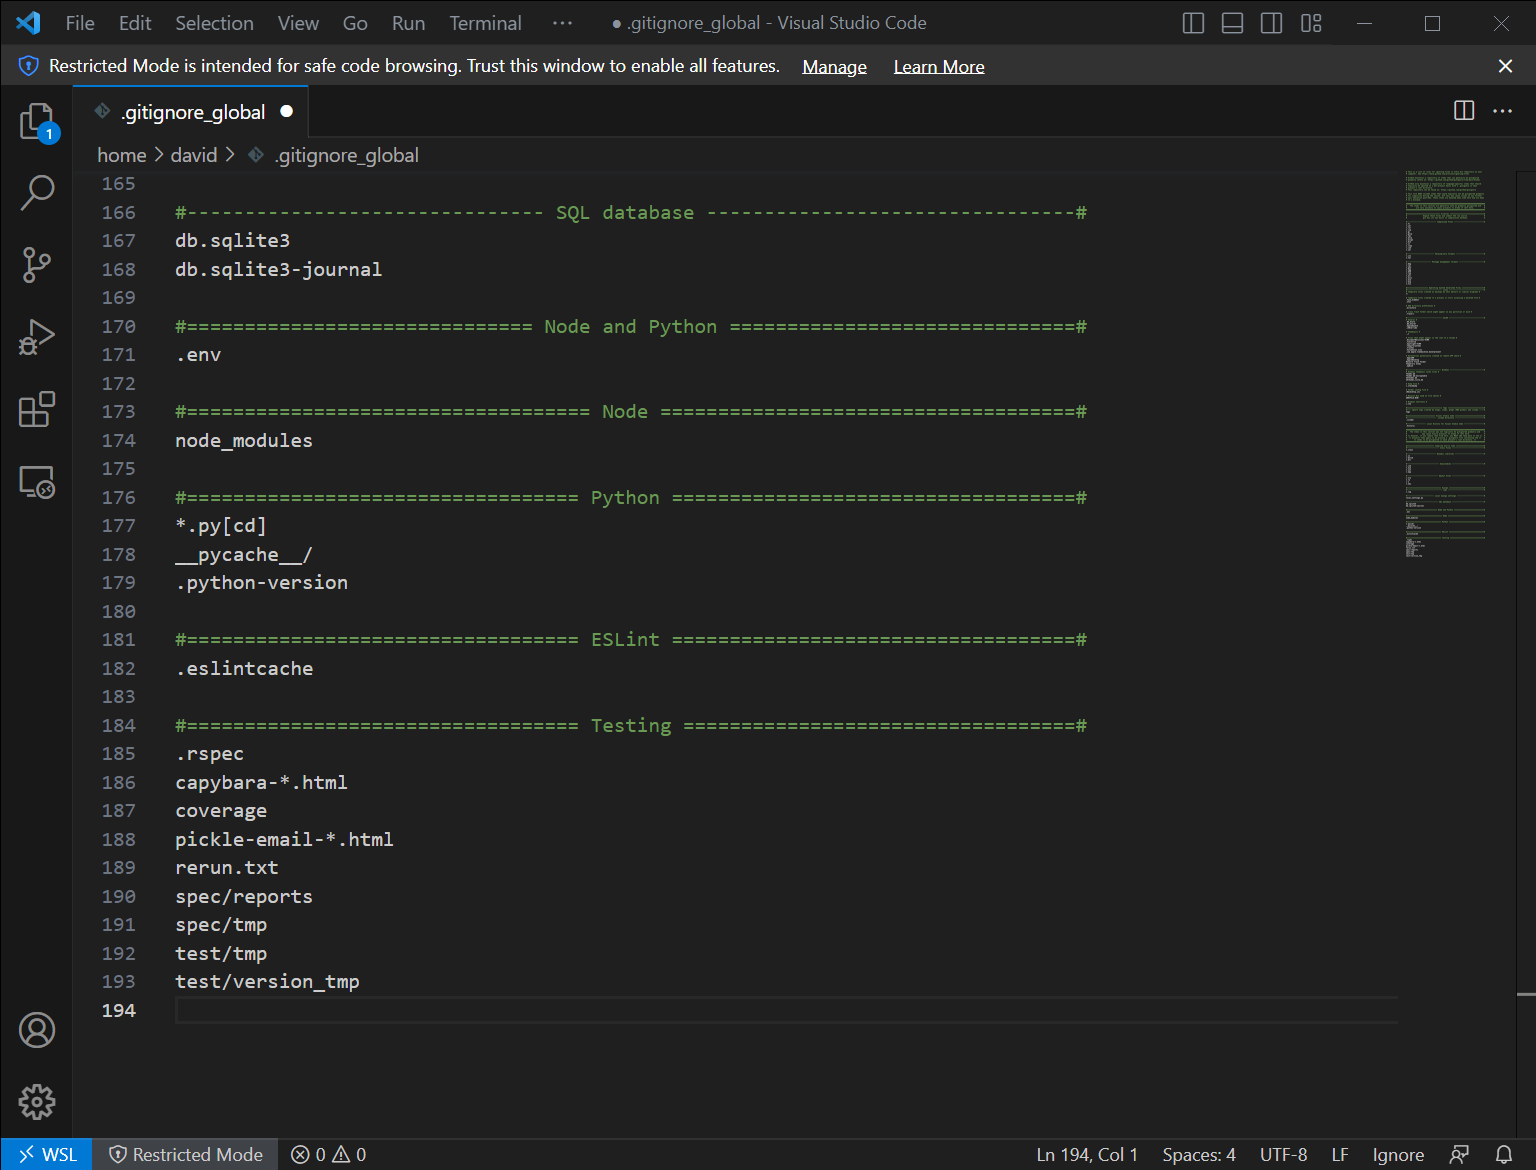 File Edit Selection View Go Run Terminal ··· ● .gitignore_global - Visual Studio Code
Restricted Mode is intended for safe code browsing. Trust this window to enable all features. Manage Learn More
.gitignore_global
1
home > david > .gitignore_global
165
166 #------------------------------- SQL database --------------------------------#
167 db.sqlite3
168 db.sqlite3-journal
169
170 #============================== Node and Python ==============================#
171 .env
172
173 #=================================== Node ====================================#
174 node_modules
175
176 #================================== Python ===================================#
177 *.py[cd]
178 __pycache__/
179 .python-version
180
181 #================================== ESLint ===================================#
182 .eslintcache
183
184 #================================== Testing ==================================#
185 .rspec
186 capybara-*.html
187 coverage
188 pickle-email-*.html
189 rerun.txt
190 spec/reports
191 spec/tmp
192 test/tmp
193 test/version_tmp
194
WSL Restricted Mode 0 0 Ln 194, Col 1 Spaces: 4 UTF-8 LF Ignore